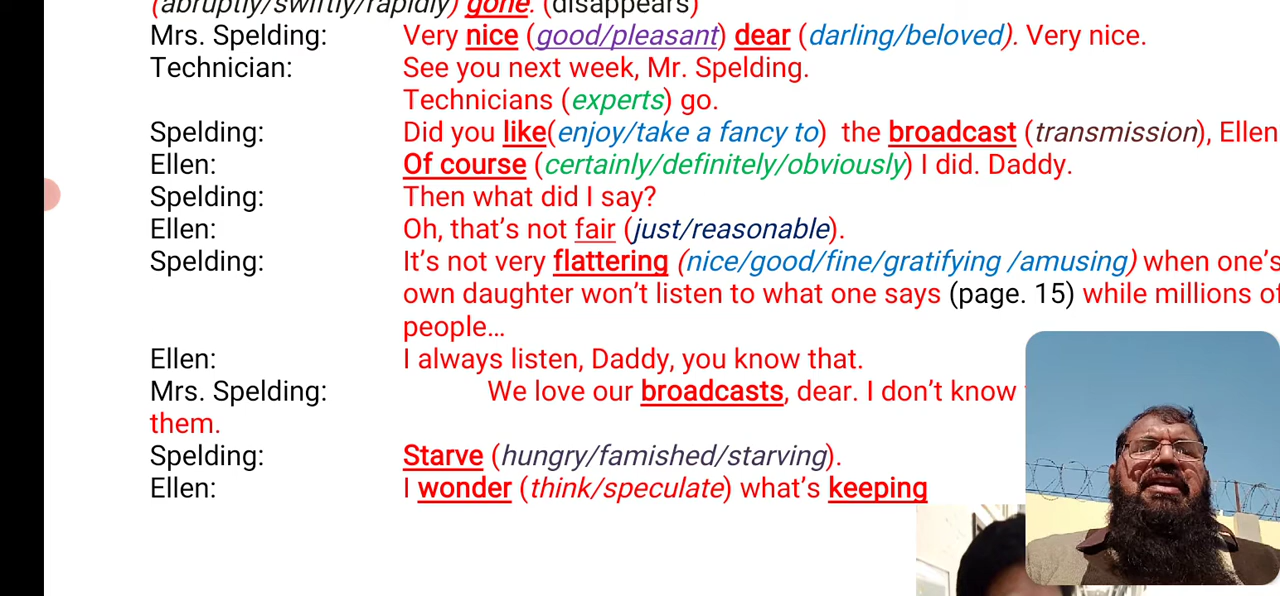 (abruptly/swiftly/rapidly) gone. (disappears)
Mrs. Spelding: Very nice (good/pleasant) dear (darling/beloved). Very nice.
Technician: See you next week, Mr. Spelding.
Technicians (experts) go.
Spelding: Did you like(enjoy/take a fancy to) the broadcast (transmission), Ellen
Ellen: Of course (certainly/definitely/obviously) I did. Daddy.
Spelding: Then what did I say?
Ellen: Oh, that’s not fair (just/reasonable).
Spelding: It’s not very flattering (nice/good/fine/gratifying /amusing) when one’s
own daughter won’t listen to what one says (page. 15) while millions of
people…
Ellen: I always listen, Daddy, you know that.
Mrs. Spelding: We love our broadcasts, dear. I don’t know
them.
Spelding: Starve (hungry/famished/starving).
Ellen: I wonder (think/speculate) what’s keeping